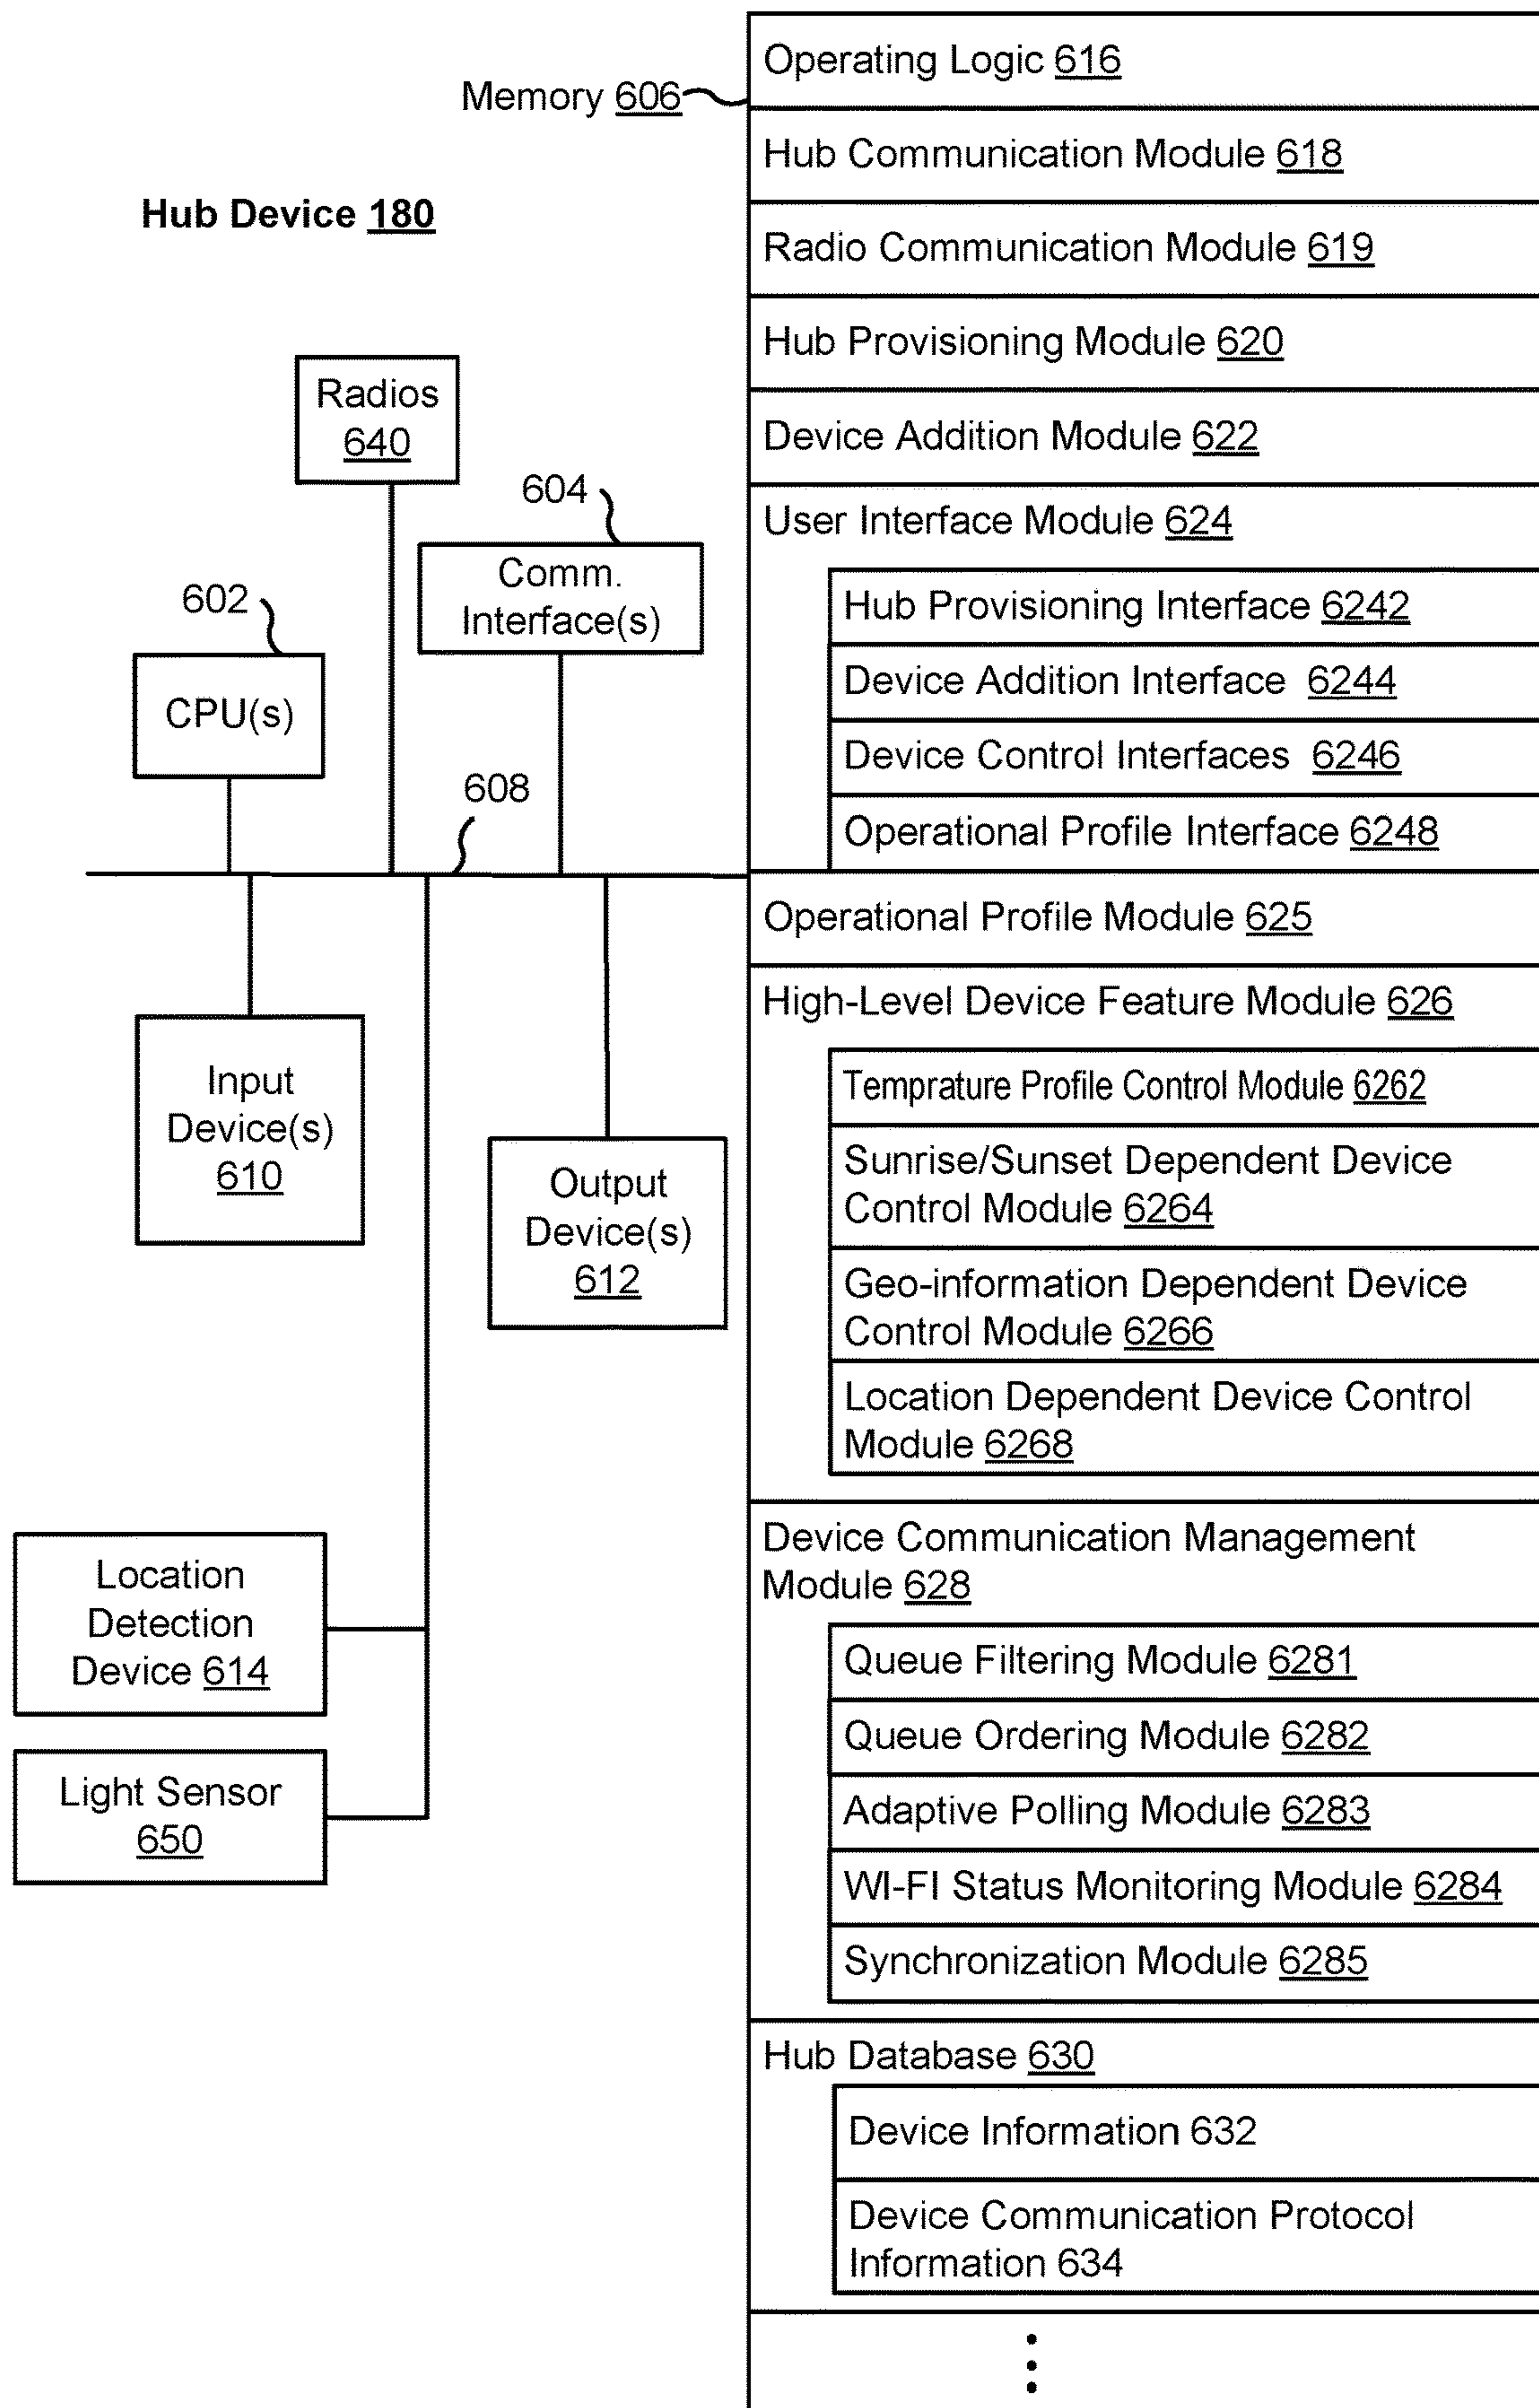 Hub Device 180
Memory 606
Radios
640
604
Comm.
Interface(s)
602
CPU(s)
608
Input
Device(s)
610
Output
Device(s)
612
Location
Detection
Device 614
Light Sensor
650
Operating Logic 616
Hub Communication Module 618
Radio Communication Module 619
Hub Provisioning Module 620
Device Addition Module 622
User Interface Module 624
Hub Provisioning Interface 6242
Device Addition Interface 6244
Device Control Interfaces 6246
Operational Profile Interface 6248
Operational Profile Module 625
High-Level Device Feature Module 626
Temprature Profile Control Module 6262
Sunrise/Sunset Dependent Device
Control Module 6264
Geo-information Dependent Device
Control Module 6266
Location Dependent Device Control
Module 6268
Device Communication Management
Module 628
Queue Filtering Module 6281
Queue Ordering Module 6282
Adaptive Polling Module 6283
WI-FI Status Monitoring Module 6284
Synchronization Module 6285
Hub Database 630
Device Information 632
Device Communication Protocol
Information 634